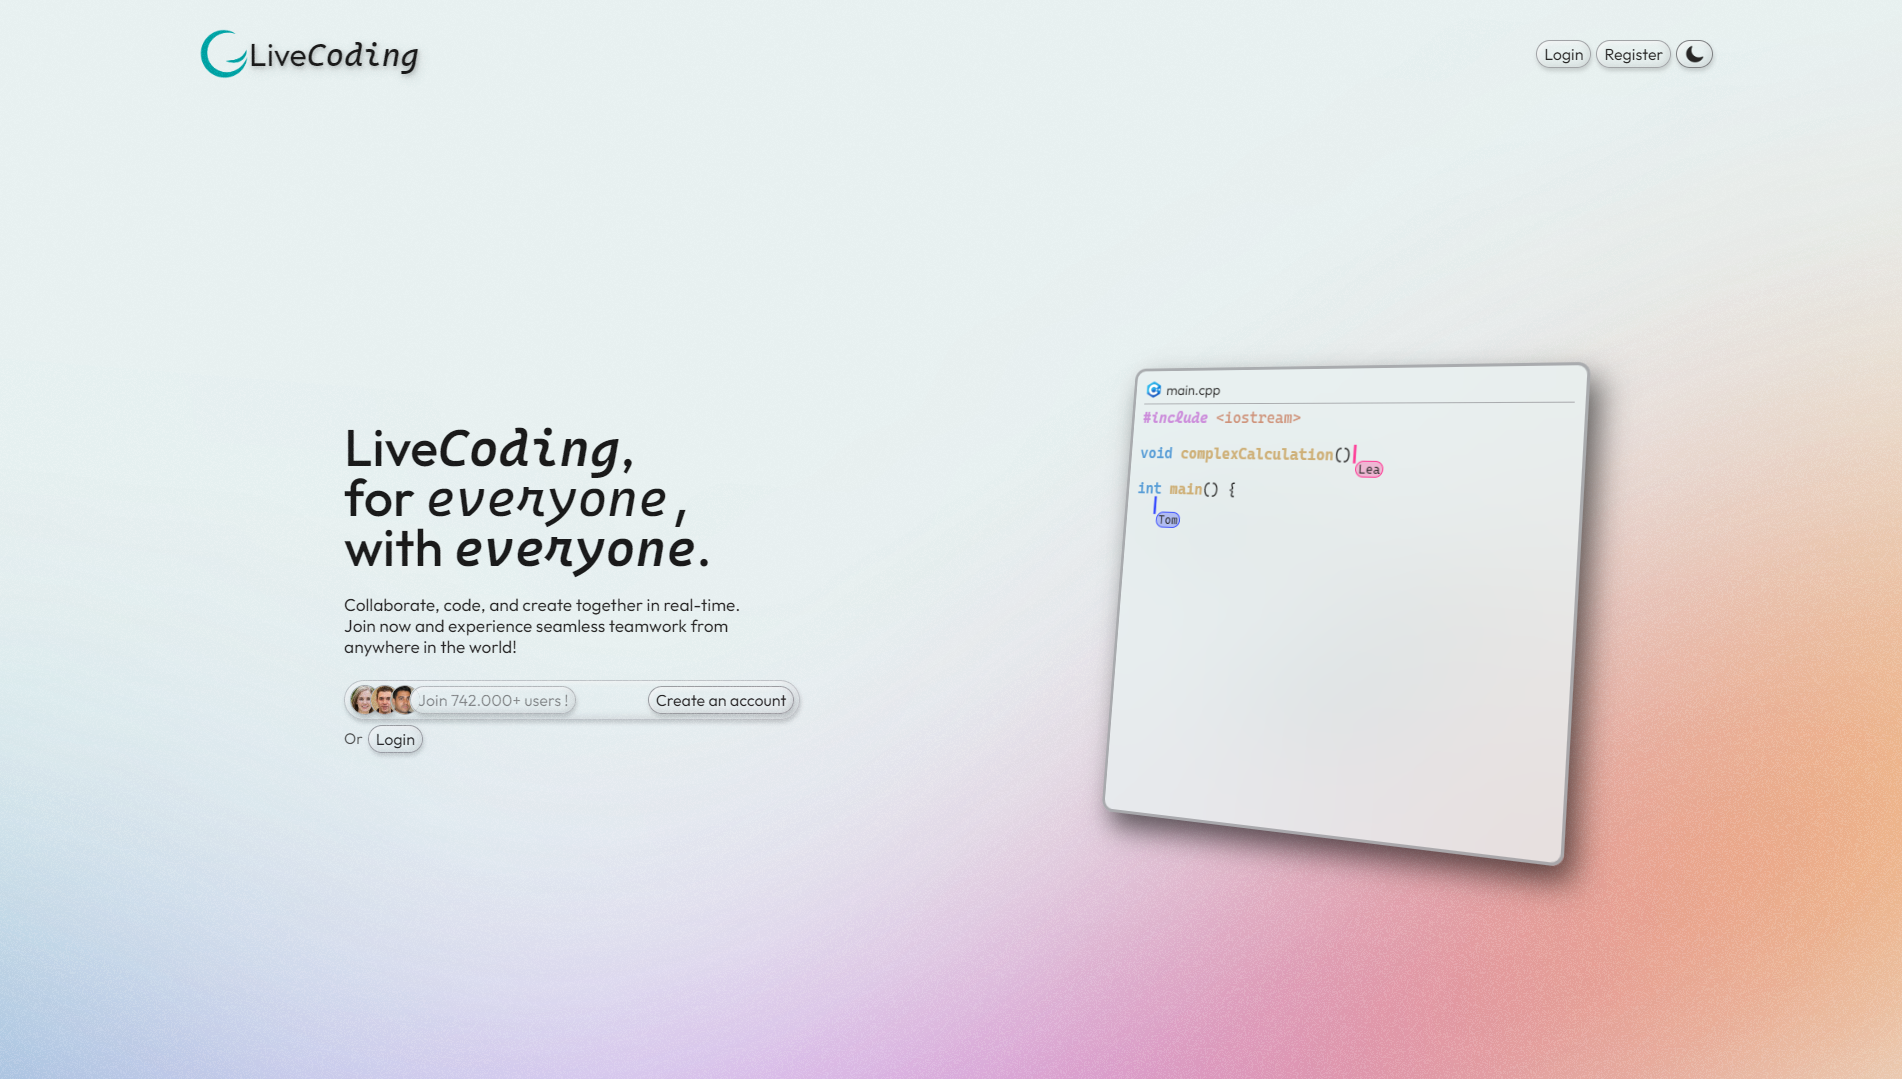 LiveCoding
Login
Register
LiveCoding,
for everyone,
with everyone.
Collaborate, code, and create together in real-time.
Join now and experience seamless teamwork from
anywhere in the world!
Join 742.000+ users !
Create an account
Or Login
main.cpp
#include <iostream>
void complexCalculation()
Lea
int main() {
Tom